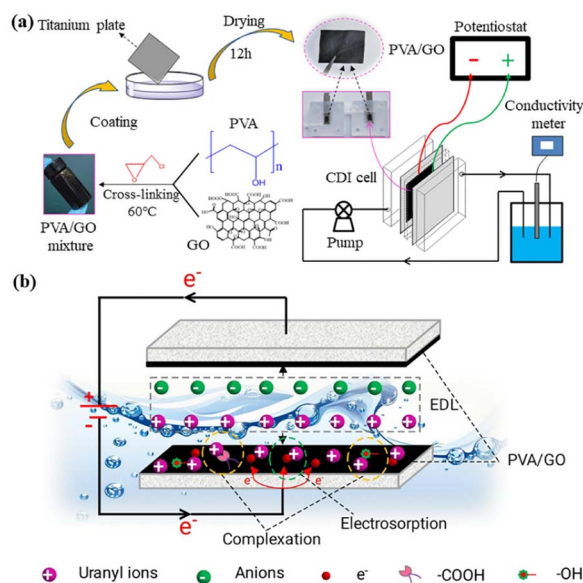 (a)
Titanium plate
Drying
12h
PVA/GO
Potentiostat
- +
Coating
PVA
n
OH
Conductivity
meter
CDI cell
Cross-linking
60℃
PVA/GO
mixture
GO
Pump
(b)
e-
+
-
EDL
PVA/GO
e- e-
e-
Electrosorption
Complexation
Uranyl ions
Anions
e-
-COOH
-OH